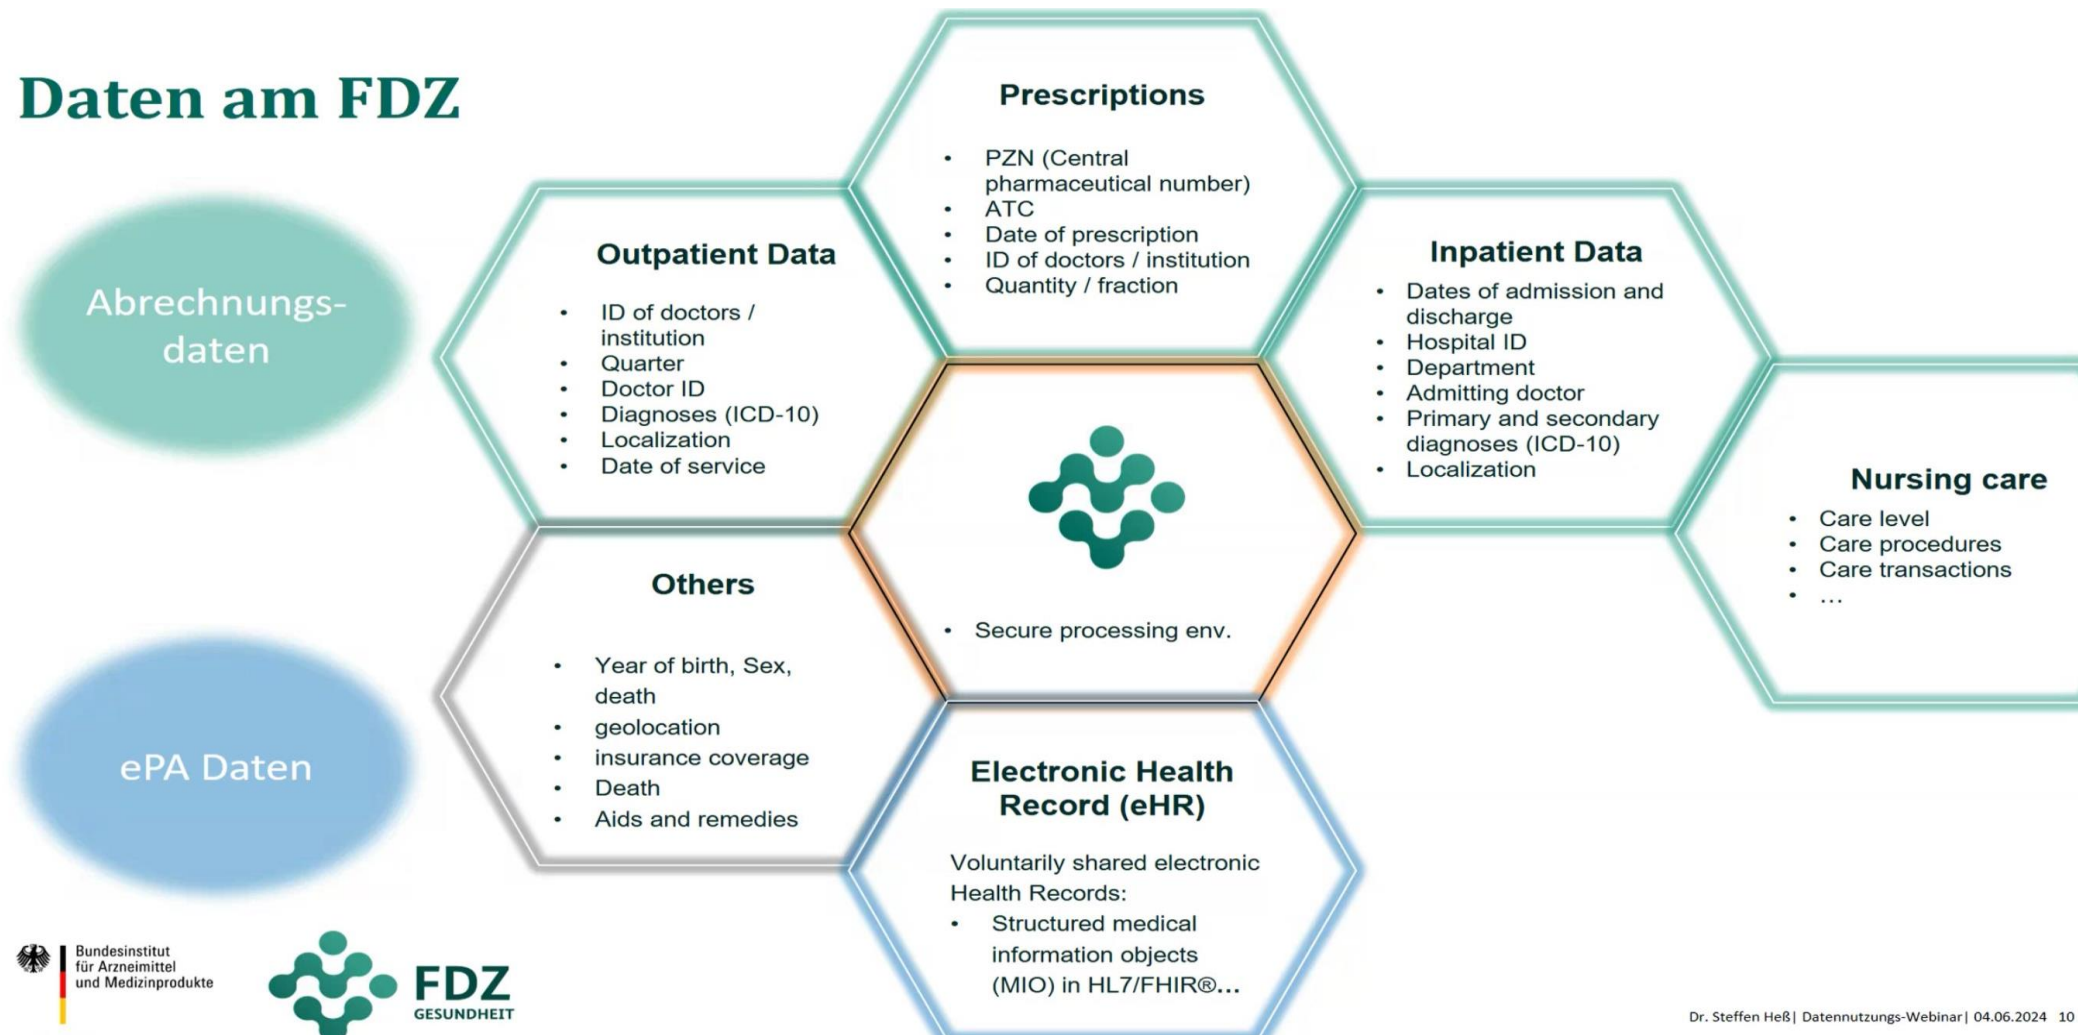 Daten am FDZ
Abrechnungs-
daten
ePA Daten
Prescriptions
• PZN (Central
pharmaceutical number)
• ATC
• Date of prescription
• ID of doctors / institution
• Quantity / fraction
Outpatient Data
• ID of doctors /
institution
• Quarter
• Doctor ID
• Diagnoses (ICD-10)
• Localization
• Date of service
Inpatient Data
• Dates of admission and
discharge
• Hospital ID
• Department
• Admitting doctor
• Primary and secondary
diagnoses (ICD-10)
• Localization
Nursing care
• Care level
• Care procedures
• Care transactions
• ...
• Secure processing env.
Others
• Year of birth, Sex,
death
• geolocation
• insurance coverage
• Death
• Aids and remedies
Electronic Health
Record (eHR)
Voluntarily shared electronic
Health Records:
• Structured medical
information objects
(MIO) in HL7/FHIR®...
Bundesinstitut
für Arzneimittel
und Medizinprodukte
FDZ
GESUNDHEIT
Dr. Steffen Heß| Datennutzungs-Webinar| 04.06.2024 10